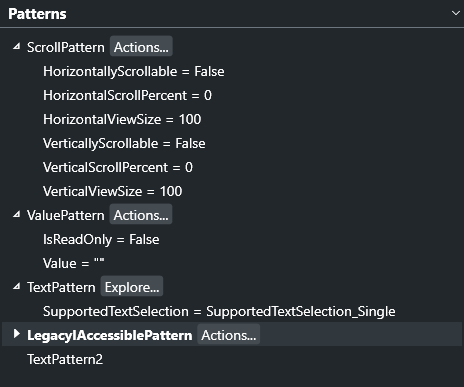 Patterns
ScrollPattern Actions...
HorizontallyScrollable = False
HorizontalScrollPercent = 0
HorizontalViewSize = 100
VerticallyScrollable = False
VerticalScrollPercent = 0
VerticalViewSize = 100
ValuePattern Actions...
IsReadOnly = False
Value = ""
TextPattern Explore...
SupportedTextSelection = SupportedTextSelection_Single
LegacyIAccessiblePattern Actions...
TextPattern2